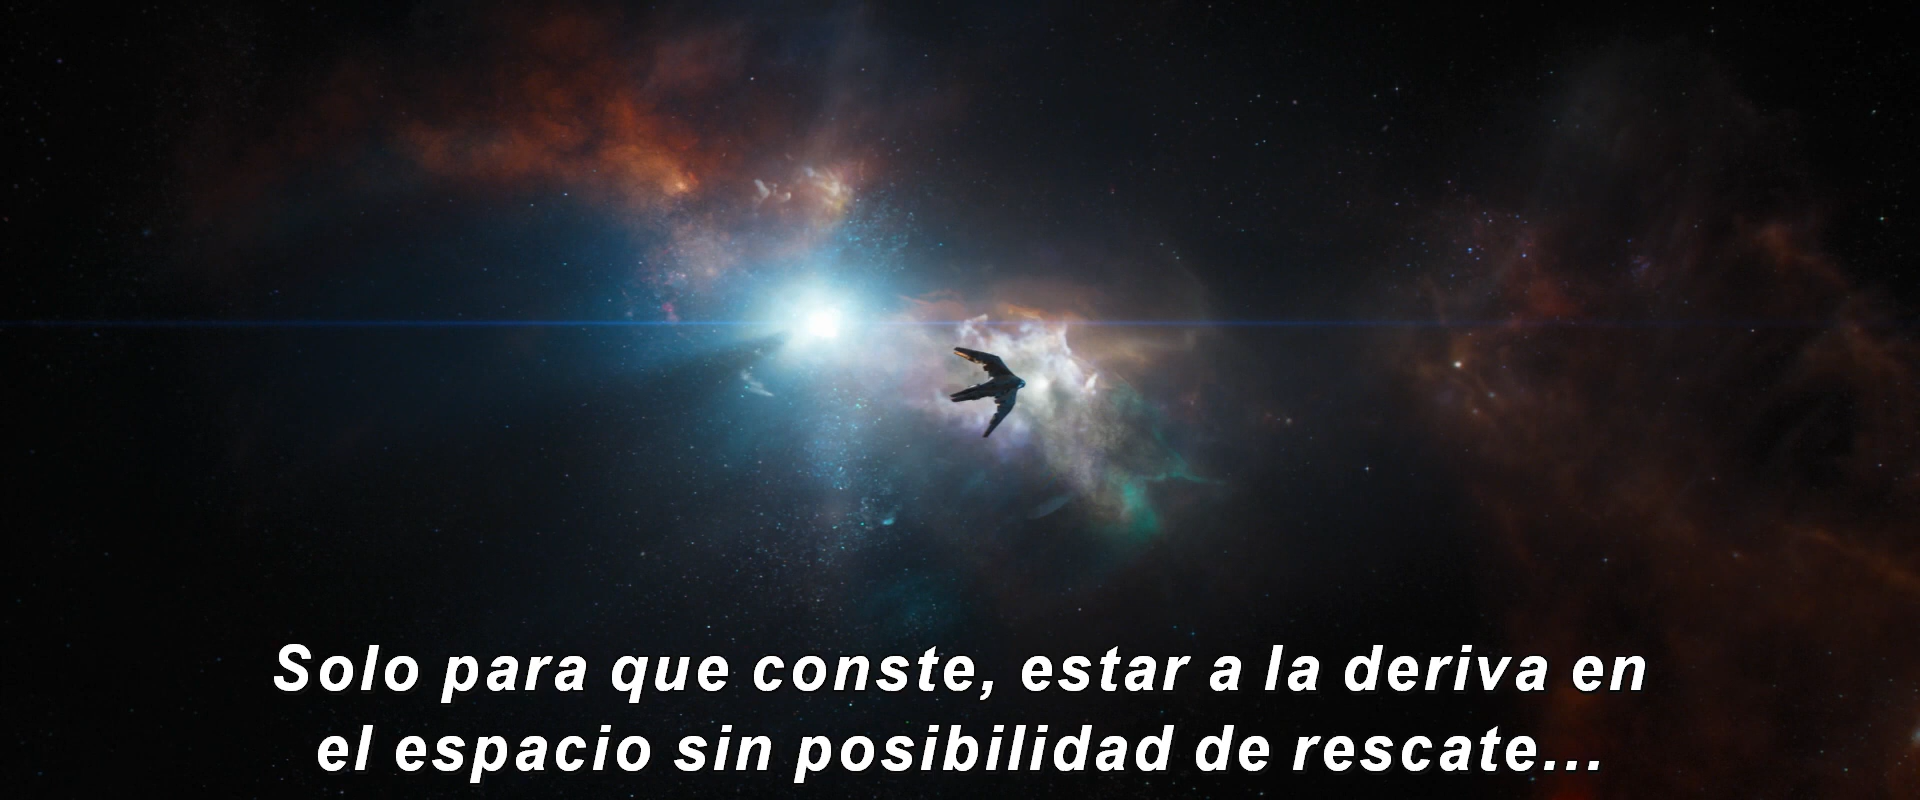 Solo para que conste, estar a la deriva en
el espacio sin posibilidad de rescate...